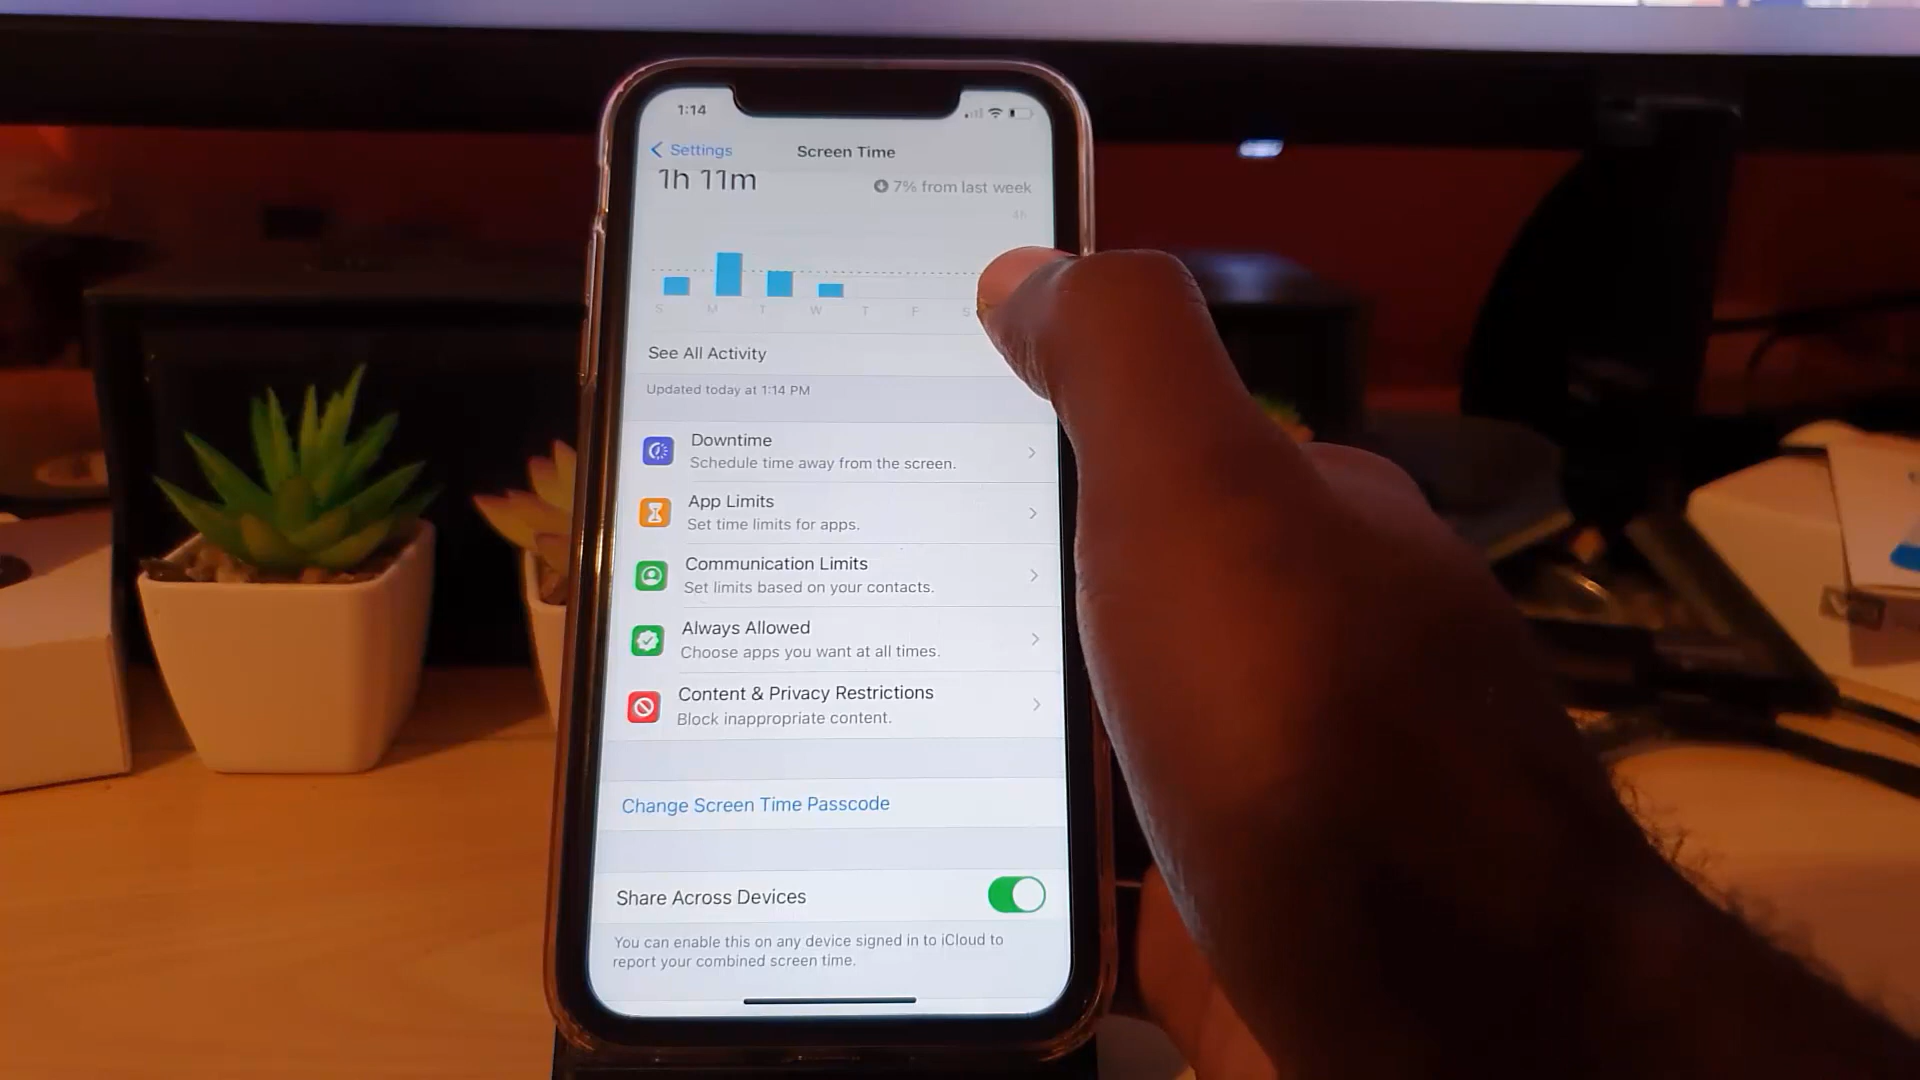 1:14
Settings
Screen Time
1h 11m
7% from last week
4h
S M T W T F S
See All Activity
Updated today at 1:14 PM
Downtime
Schedule time away from the screen.
App Limits
Set time limits for apps.
Communication Limits
Set limits based on your contacts.
Always Allowed
Choose apps you want at all times.
Content & Privacy Restrictions
Block inappropriate content.
Change Screen Time Passcode
Share Across Devices
You can enable this on any device signed in to iCloud to
report your combined screen time.